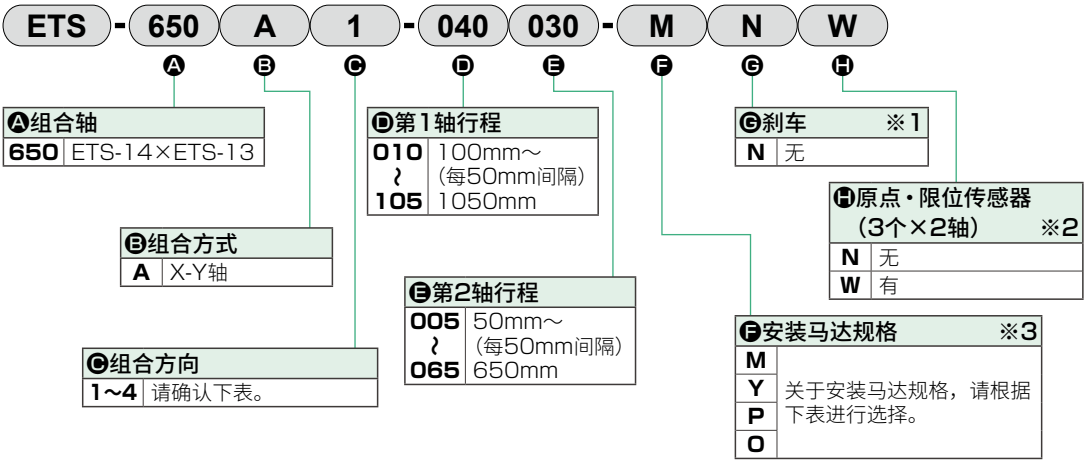 ETS - 650 A 1 - 040 030 - M N W
A B C D E F G H
A组合轴
650 ETS-14×ETS-13
B组合方式
A X-Y轴
C组合方向
1～4 请确认下表。
D第1轴行程
010 100mm～
～ （每50mm间隔）
105 1050mm
E第2轴行程
005 50mm～
～ （每50mm间隔）
065 650mm
F安装马达规格 ※3
M
Y
P
O
关于安装马达规格，请根据
下表进行选择。
G刹车 ※1
N 无
H原点・限位传感器
（3个×2轴） ※2
N 无
W 有